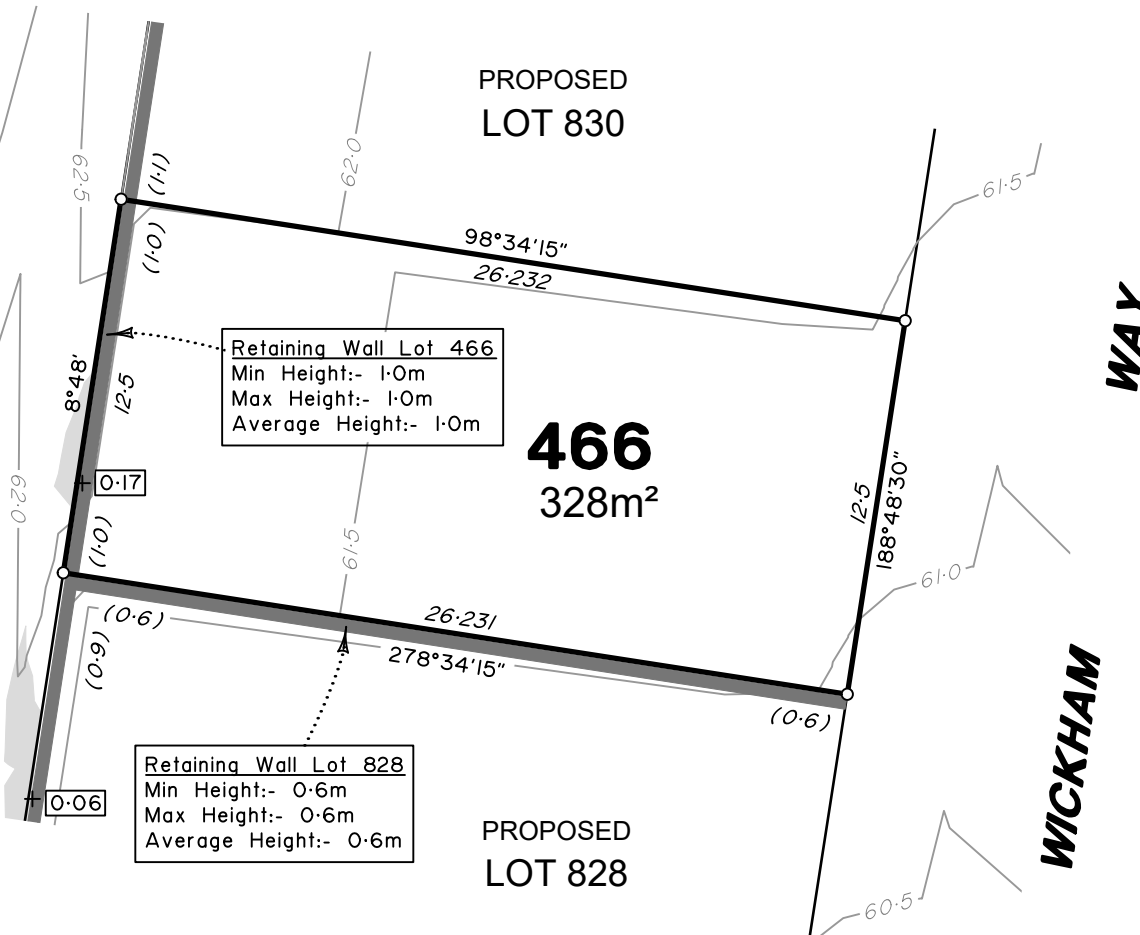 PROPOSED
LOT 830
62·5
(1·1)
62·0
61·5
(1·0)
98°34'15"
26·232
WAY
Retaining Wall Lot 466
Min Height:- 1·0m
Max Height:- 1·0m
Average Height:- 1·0m
8°48'
12·5
466
328m²
0·17
62·0
(1·0)
61·5
12·5
188°48'30"
61·0
(0·6)
26·231
278°34'15"
(0·9)
(0·6)
WICKHAM
Retaining Wall Lot 828
Min Height:- 0·6m
Max Height:- 0·6m
Average Height:- 0·6m
0·06
PROPOSED
LOT 828
60·5